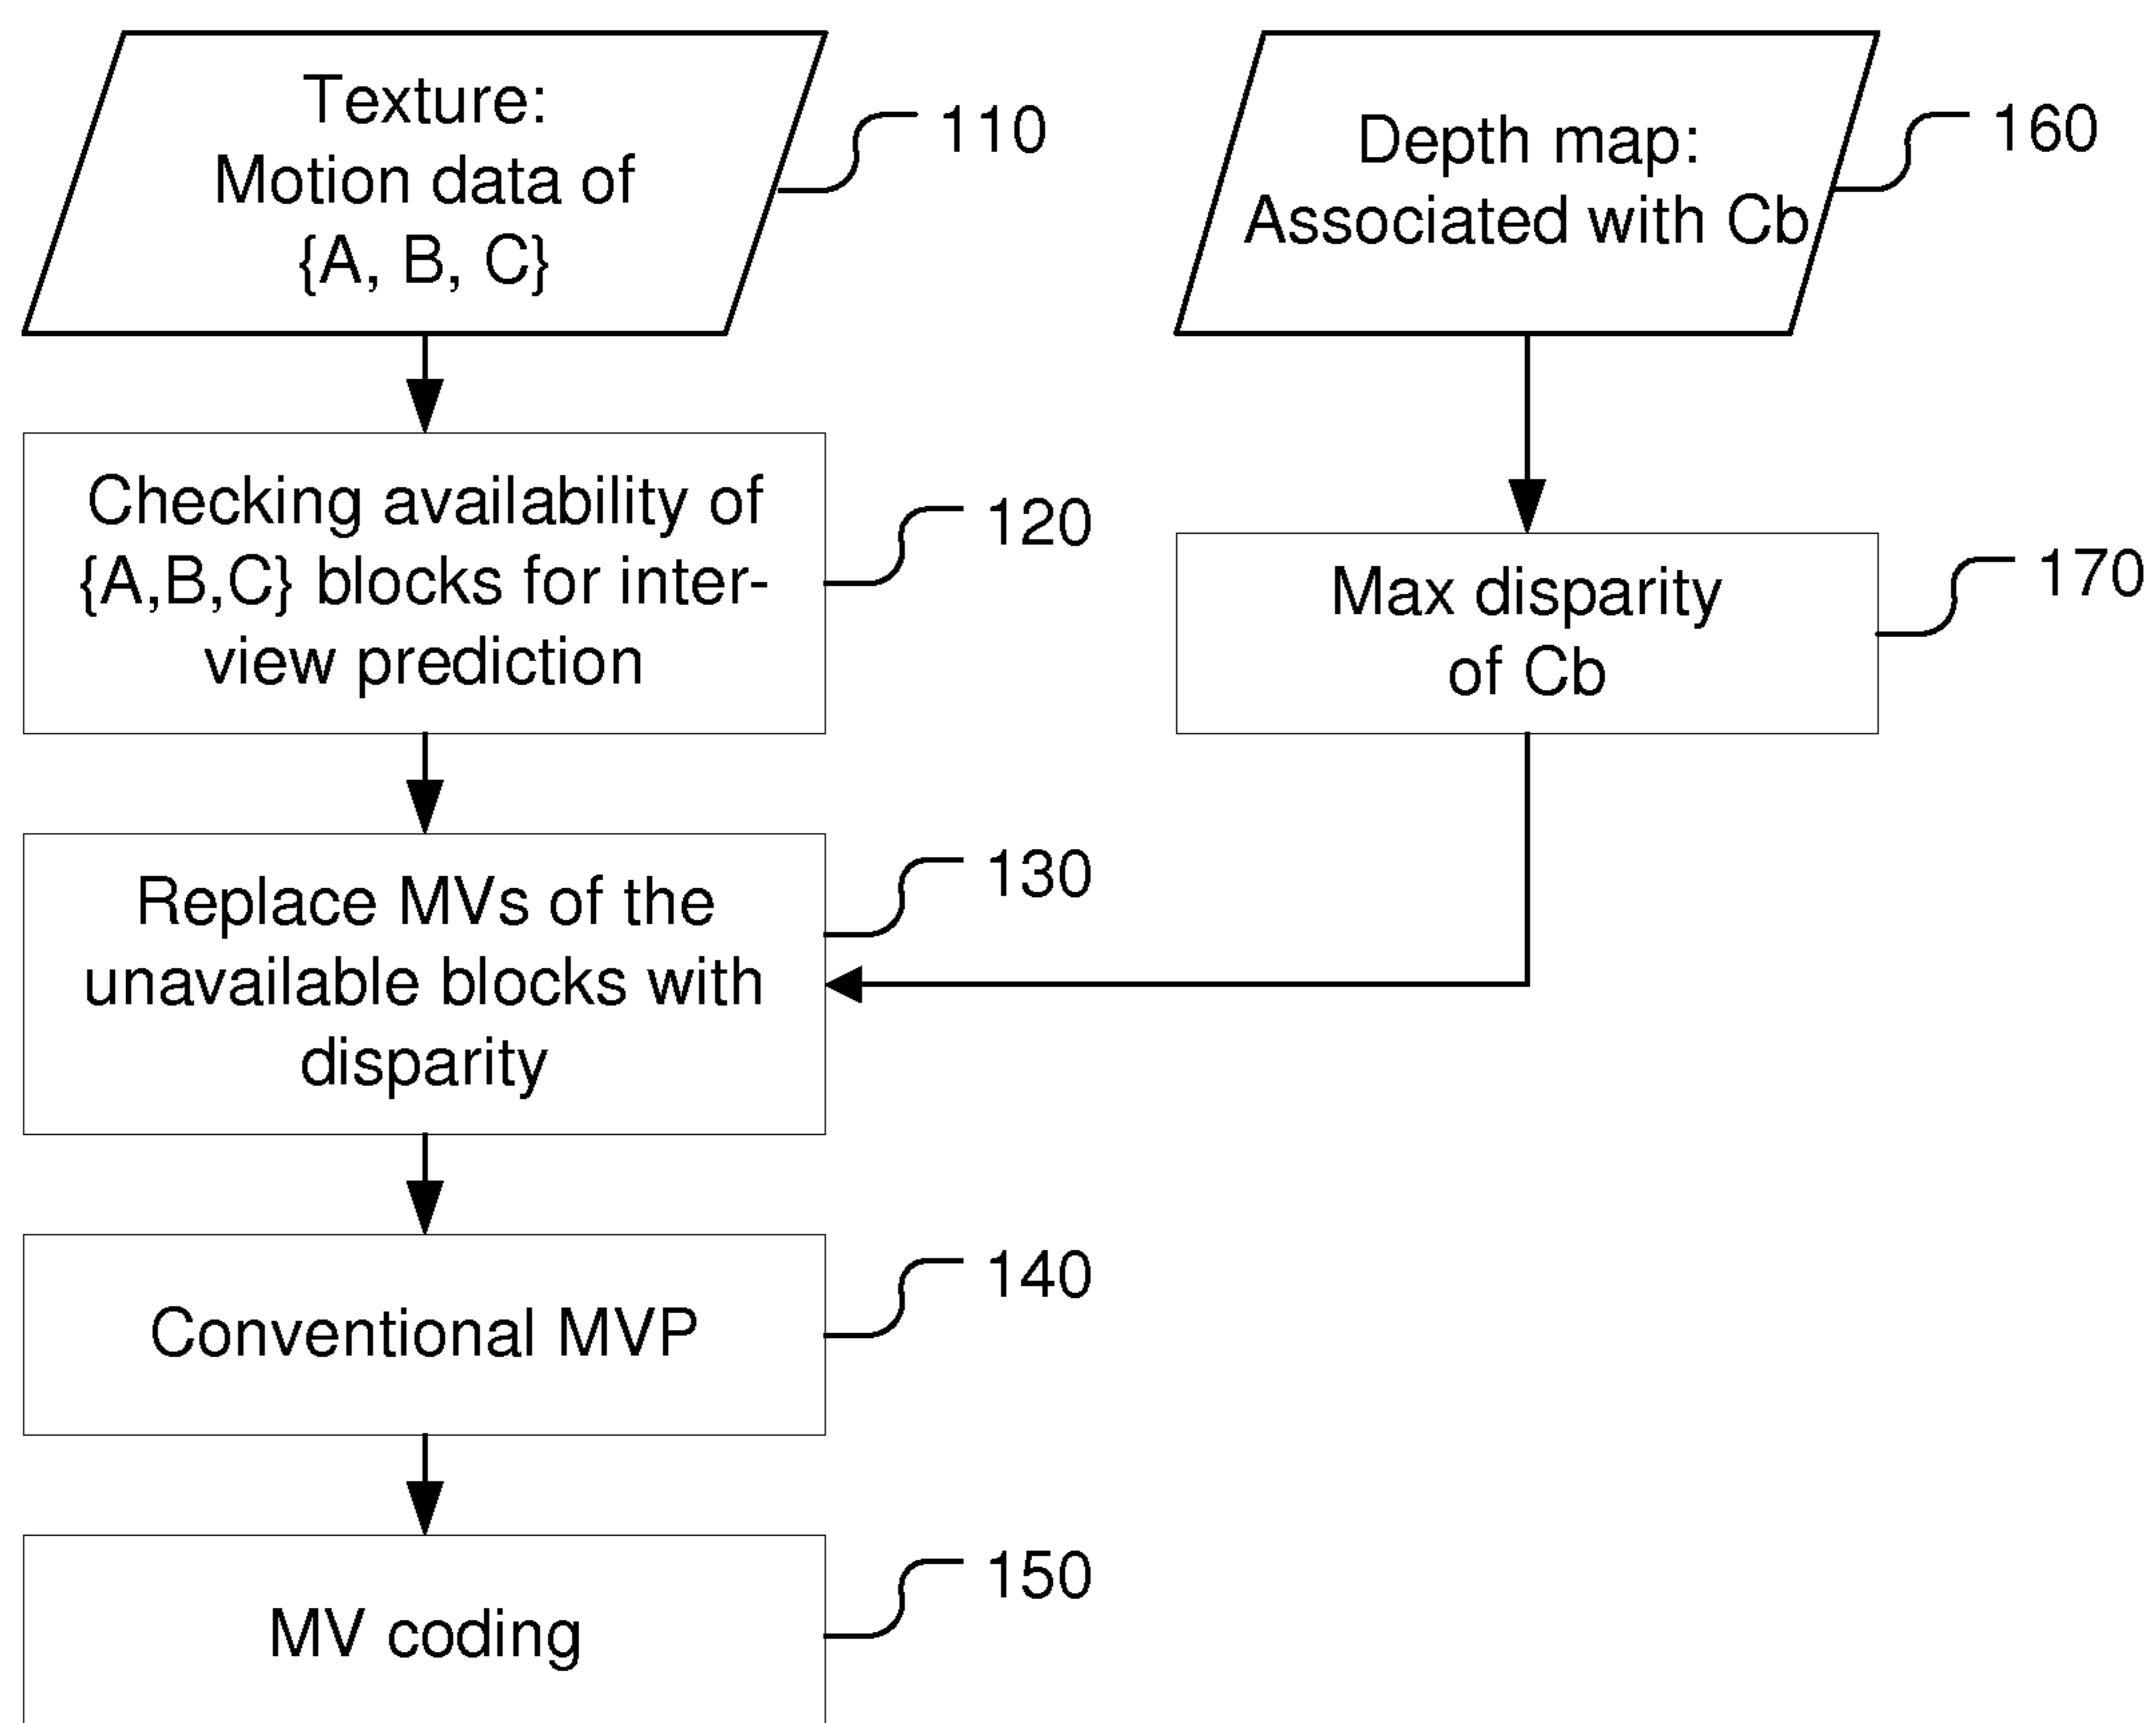 Texture:
Motion data of
{A, B, C}
110
Depth map:
Associated with Cb
160
Checking availability of
{A,B,C} blocks for inter-
view prediction
120
Max disparity
of Cb
170
Replace MVs of the
unavailable blocks with
disparity
130
Conventional MVP
140
MV coding
150